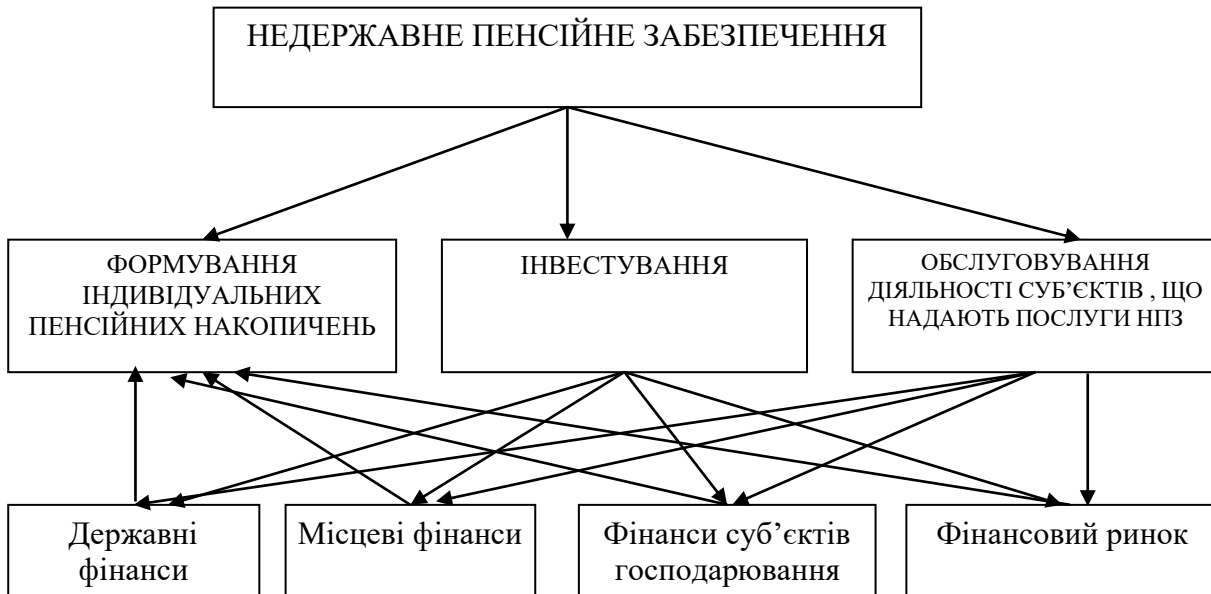 НЕДЕРЖАВНЕ ПЕНСІЙНЕ ЗАБЕЗПЕЧЕННЯ
ФОРМУВАННЯ
ІНДИВІДУАЛЬНИХ
ПЕНСІЙНИХ НАКОПИЧЕНЬ
ІНВЕСТУВАННЯ
ОБСЛУГОВУВАННЯ
ДІЯЛЬНОСТІ СУБ’ЄКТІВ , ЩО
НАДАЮТЬ ПОСЛУГИ НПЗ
Державні
фінанси
Місцеві фінанси
Фінанси суб’єктів
господарювання
Фінансовий ринок